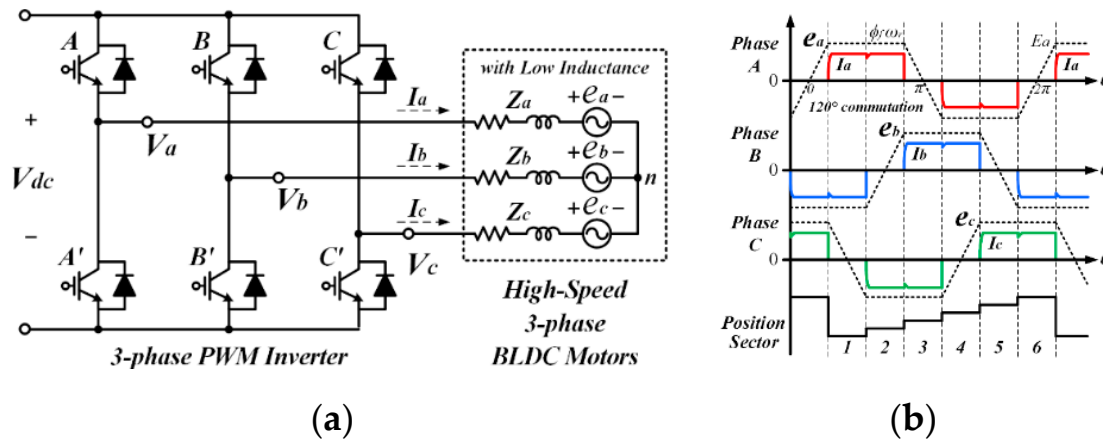 A B C
with Low Inductance
Ia Za +ea−
+ Va
Vdc Ib Zb +eb− n
Vb
− Ic Zc +ec−
Vc
A' B' C'
High-Speed
3-phase
BLDC Motors
3-phase PWM Inverter
(a)
Phase A ea ϕf ωr Ea
Ia Ia
0 0 π 2π
120° commutation
Phase B eb
Ib
0
Phase C ec
Ic
0
Position
Sector 1 2 3 4 5 6
(b)